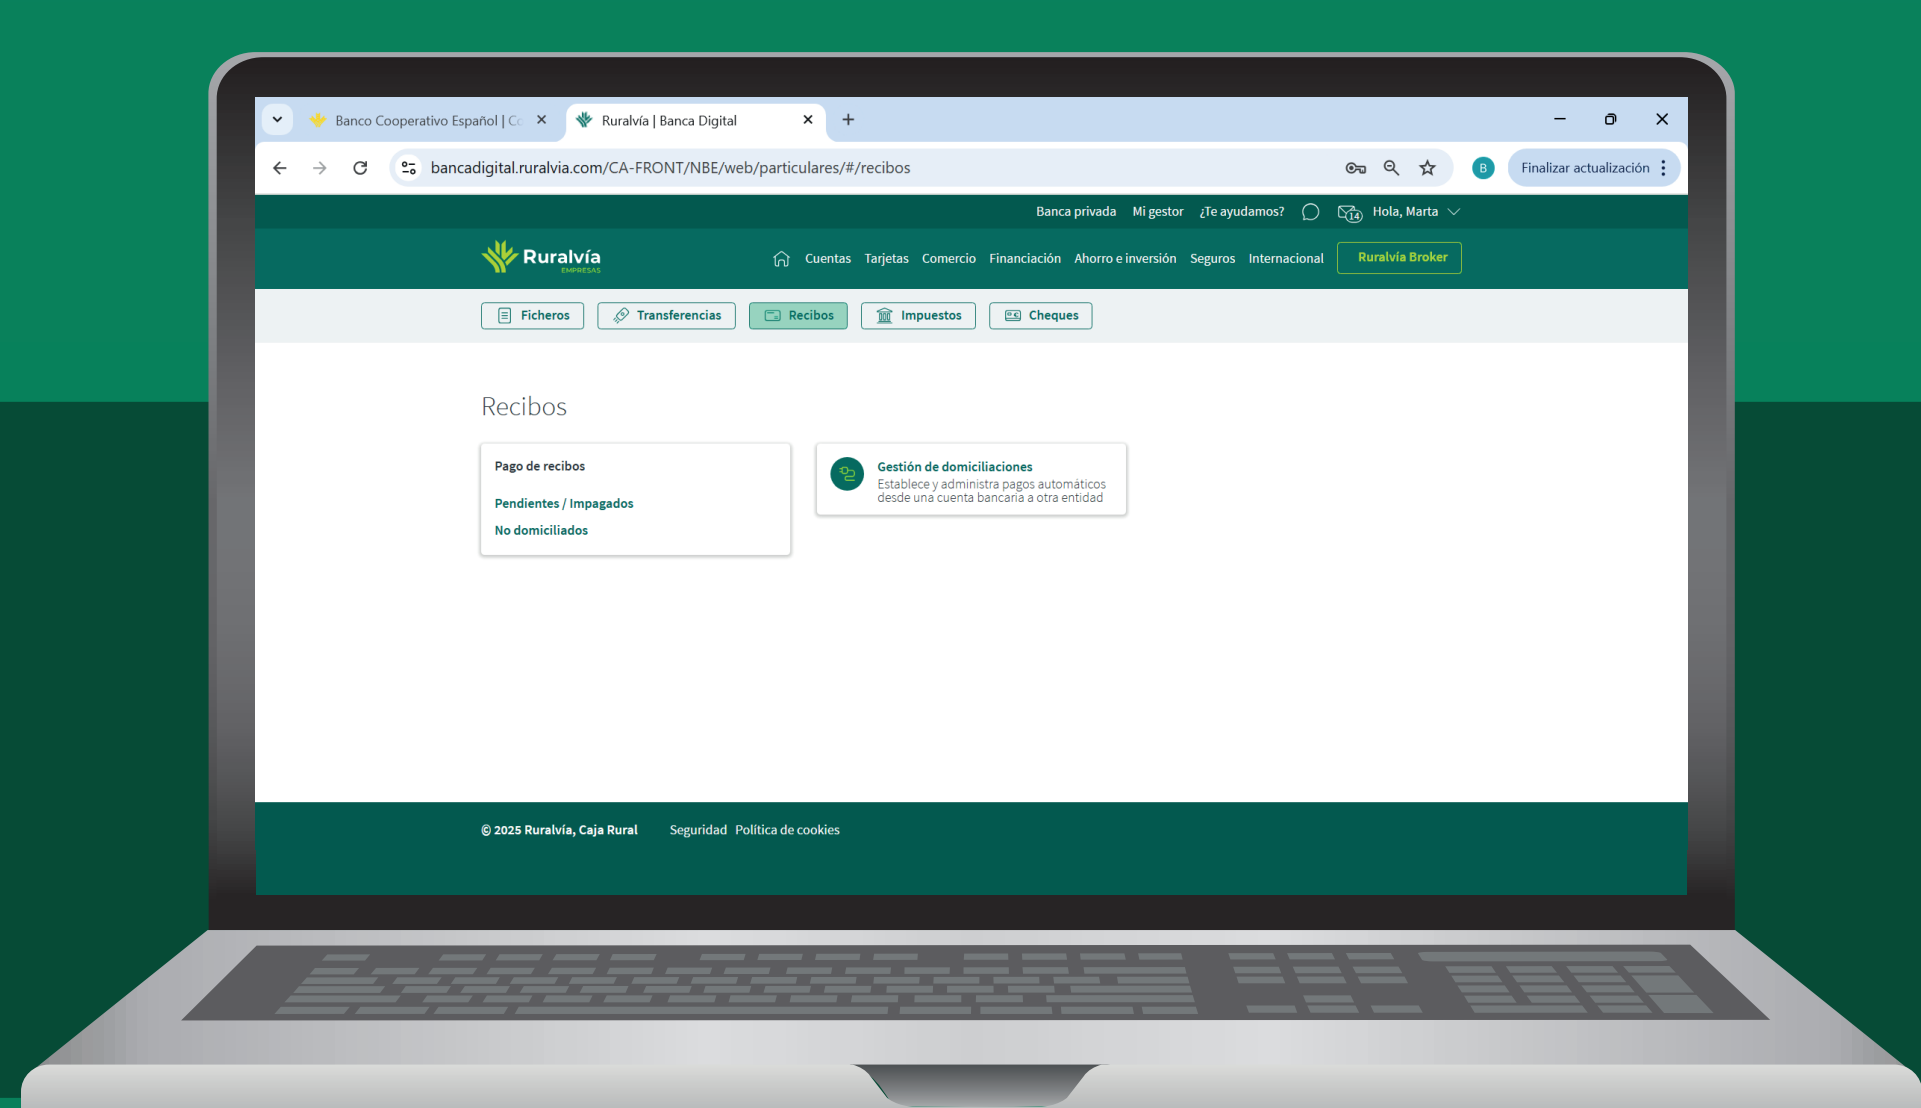 Banco Cooperativo Español | Co
Ruralvía | Banca Digital
bancadigital.ruralvia.com/CA-FRONT/NBE/web/particulares/#/recibos
B
Finalizar actualización
Banca privada Mi gestor ¿Te ayudamos? 14 Hola, Marta
Ruralvía
EMPRESAS
Cuentas Tarjetas Comercio Financiación Ahorro e inversión Seguros Internacional Ruralvía Broker
Ficheros Transferencias Recibos Impuestos Cheques
Recibos
Pago de recibos
Pendientes / Impagados
No domiciliados
Gestión de domiciliaciones
Establece y administra pagos automáticos
desde una cuenta bancaria a otra entidad
© 2025 Ruralvía, Caja Rural Seguridad Política de cookies